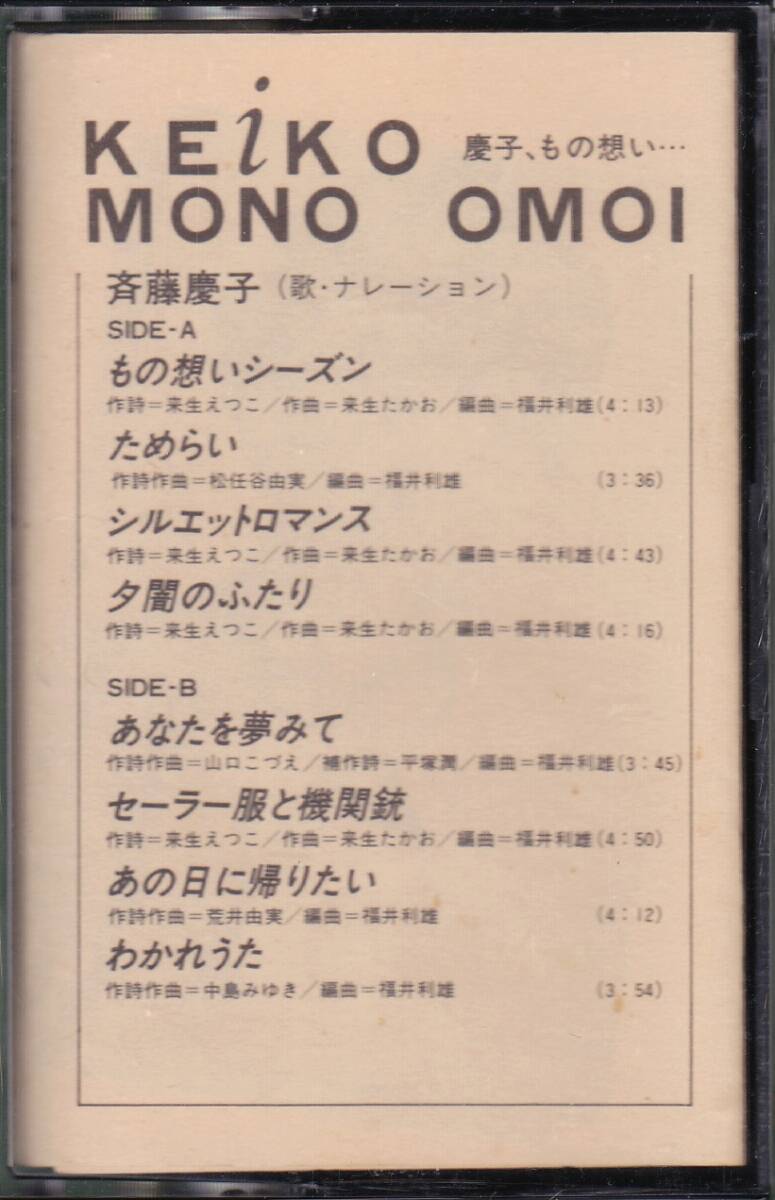 KEiKO 慶子、もの想い…
MONO OMOI
斉藤慶子(歌・ナレーション)
SIDE-A
もの想いシーズン
作詩=来生えつこ/作曲=来生たかお/編曲=福井利雄(4:13)
ためらい
作詩作曲=松任谷由実/編曲=福井利雄 (3:36)
シルエットロマンス
作詩=来生えつこ/作曲=来生たかお/編曲=福井利雄(4:43)
夕闇のふたり
作詩=来生えつこ/作曲=来生たかお/編曲=福井利雄(4:16)
SIDE-B
あなたを夢みて
作詩作曲=山口こづえ/補作詩=平塚潤/編曲=福井利雄(3:45)
セーラー服と機関銃
作詩=来生えつこ/作曲=来生たかお/編曲=福井利雄(4:50)
あの日に帰りたい
作詩作曲=荒井由実/編曲=福井利雄 (4:12)
わかれうた
作詩作曲=中島みゆき/編曲=福井利雄 (3:54)